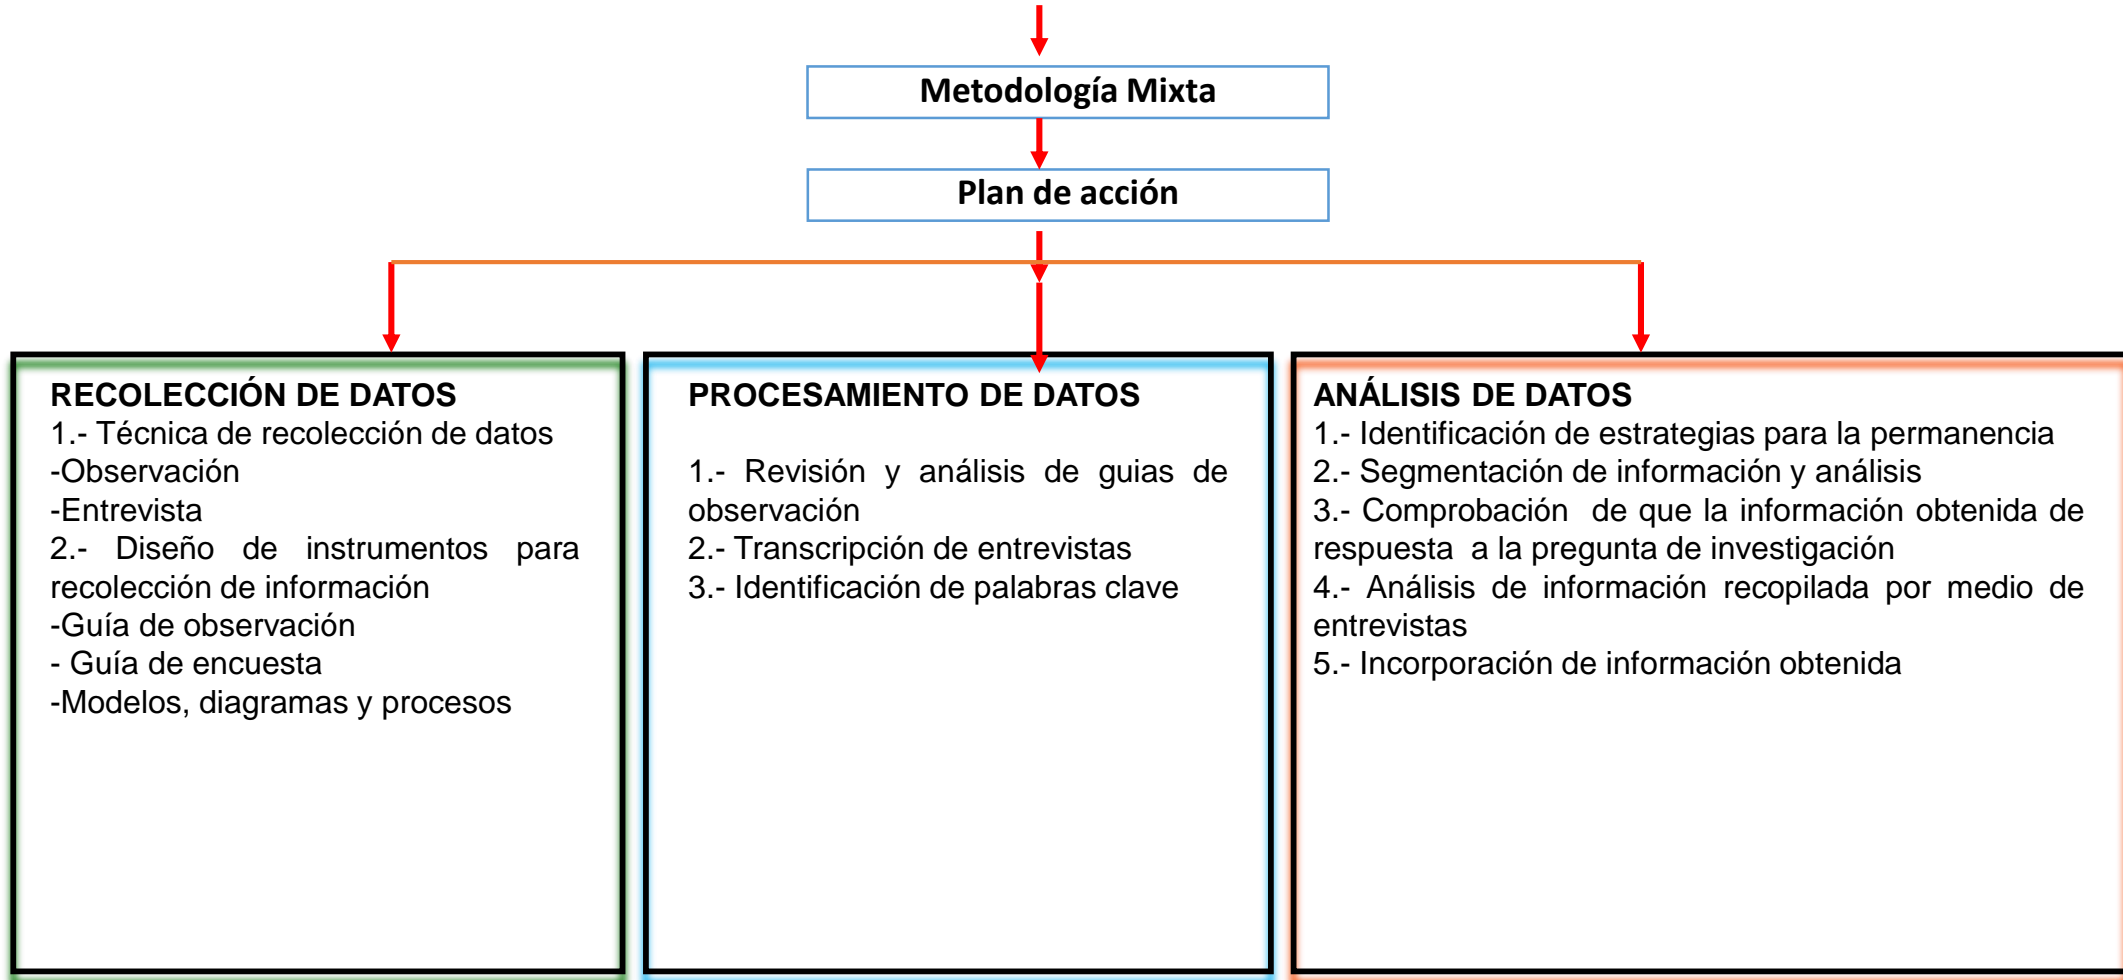 Metodología Mixta
Plan de acción
RECOLECCIÓN DE DATOS
1.- Técnica de recolección de datos
-Observación
-Entrevista
2.- Diseño de instrumentos para
recolección de información
-Guía de observación
- Guía de encuesta
-Modelos, diagramas y procesos
PROCESAMIENTO DE DATOS
1.- Revisión y análisis de guias de
observación
2.- Transcripción de entrevistas
3.- Identificación de palabras clave
ANÁLISIS DE DATOS
1.- Identificación de estrategias para la permanencia
2.- Segmentación de información y análisis
3.- Comprobación  de que la información obtenida de
respuesta  a la pregunta de investigación
4.- Análisis de información recopilada por medio de
entrevistas
5.- Incorporación de información obtenida